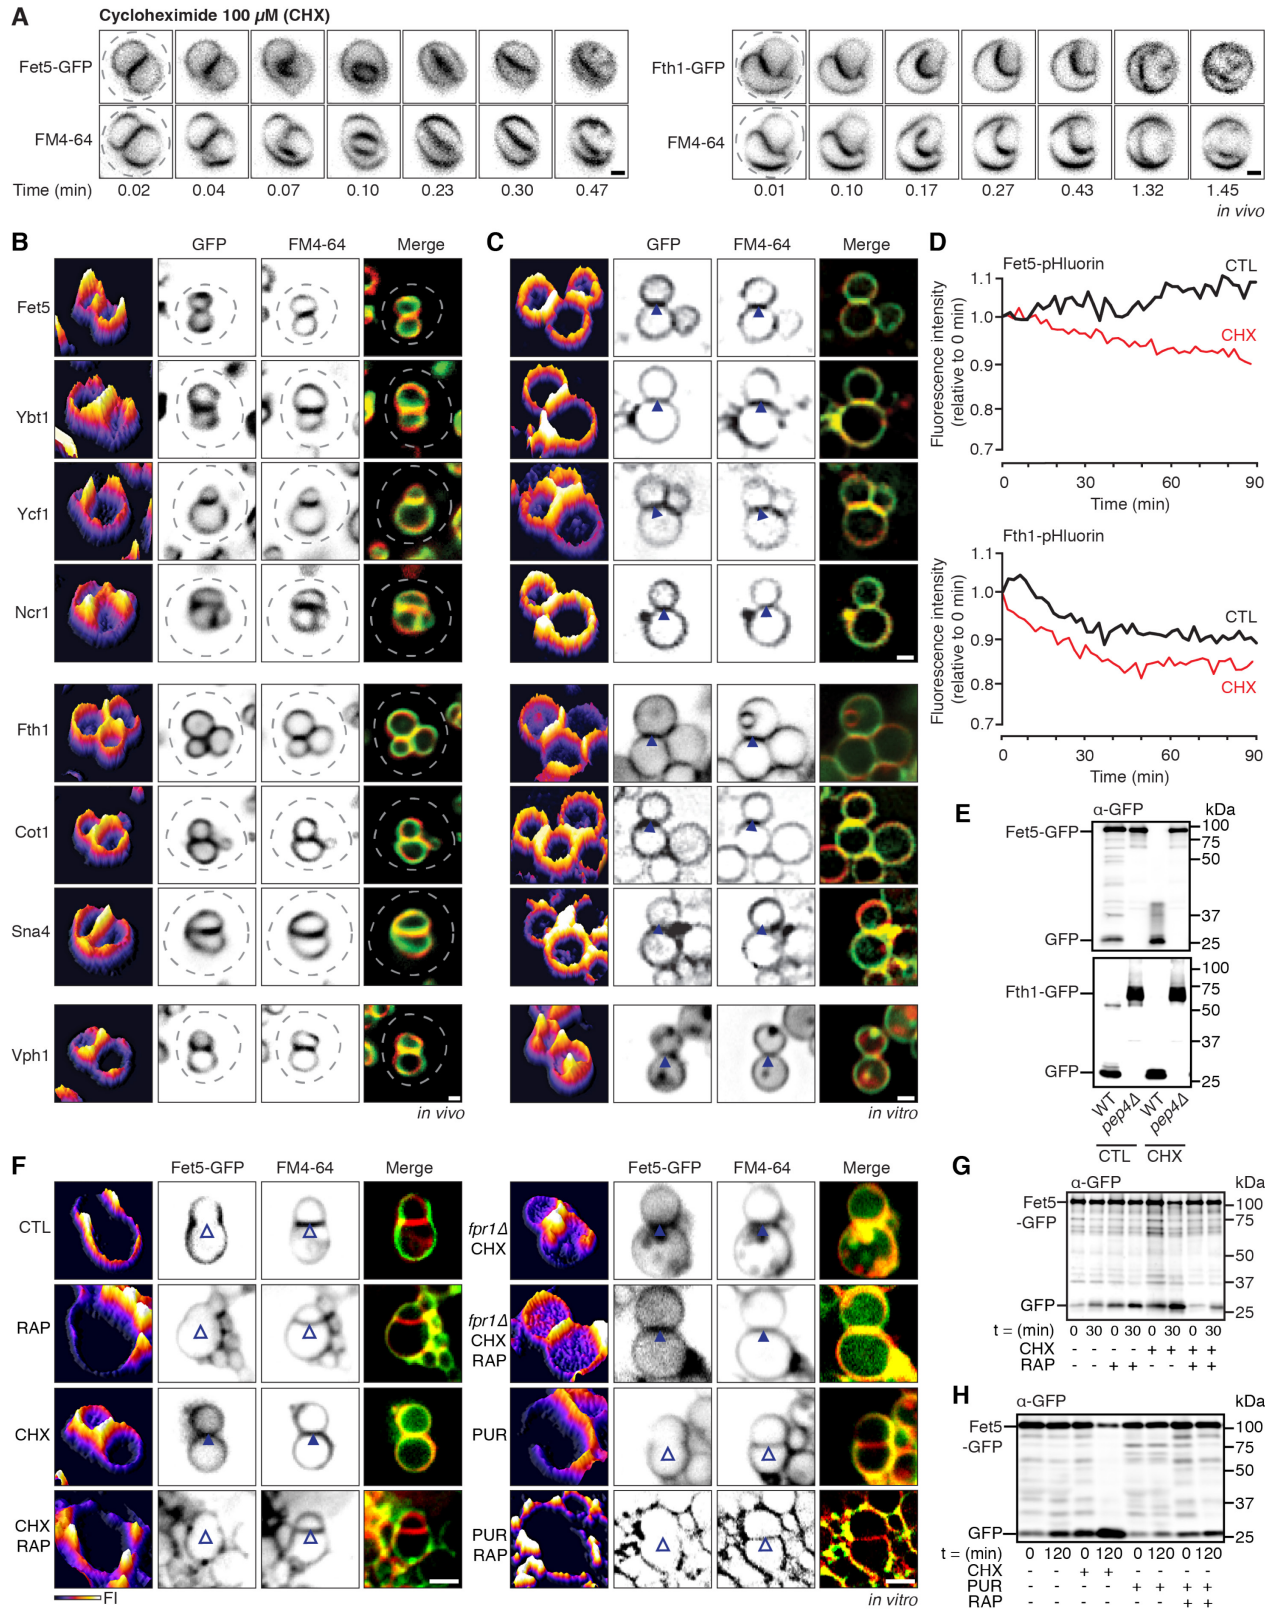 A
Cycloheximide 100 µM (CHX)
Fet5-GFP
FM4-64
Time (min) 0.02 0.04 0.07 0.10 0.23 0.30 0.47
Fth1-GFP
FM4-64
0.01 0.10 0.17 0.27 0.43 1.32 1.45
in vivo
B
GFP FM4-64 Merge
Fet5
Ybt1
Ycf1
Ncr1
Fth1
Cot1
Sna4
Vph1
in vivo
C
GFP FM4-64 Merge
in vitro
D
Fet5-pHluorin
CTL
CHX
Fluorescence intensity
(relative to 0 min)
1.1
1.0
0.9
0.8
0.7
0 30 60 90
Time (min)
Fth1-pHluorin
CTL
CHX
Fluorescence intensity
(relative to 0 min)
1.1
1.0
0.9
0.8
0.7
0 30 60 90
Time (min)
E
α-GFP kDa
Fet5-GFP
GFP
100
75
50
37
25
Fth1-GFP
GFP
100
75
50
37
25
WT pep4Δ WT pep4Δ
CTL CHX
F
Fet5-GFP FM4-64 Merge
CTL
RAP
CHX
CHX
RAP
FI
Fet5-GFP FM4-64 Merge
fpr1Δ
CHX
fpr1Δ
CHX
RAP
PUR
PUR
RAP
in vitro
G
α-GFP kDa
Fet5
-GFP
GFP
100
75
50
37
25
t = (min) 0 30 0 30 0 30 0 30
CHX - - - - + + + +
RAP - - + + - - + +
H
α-GFP kDa
Fet5
-GFP
GFP
100
75
50
37
25
t = (min) 0 120 0 120 0 120 0 120
CHX - - + + - - - -
PUR - - - - + + + +
RAP - - - - - - + +